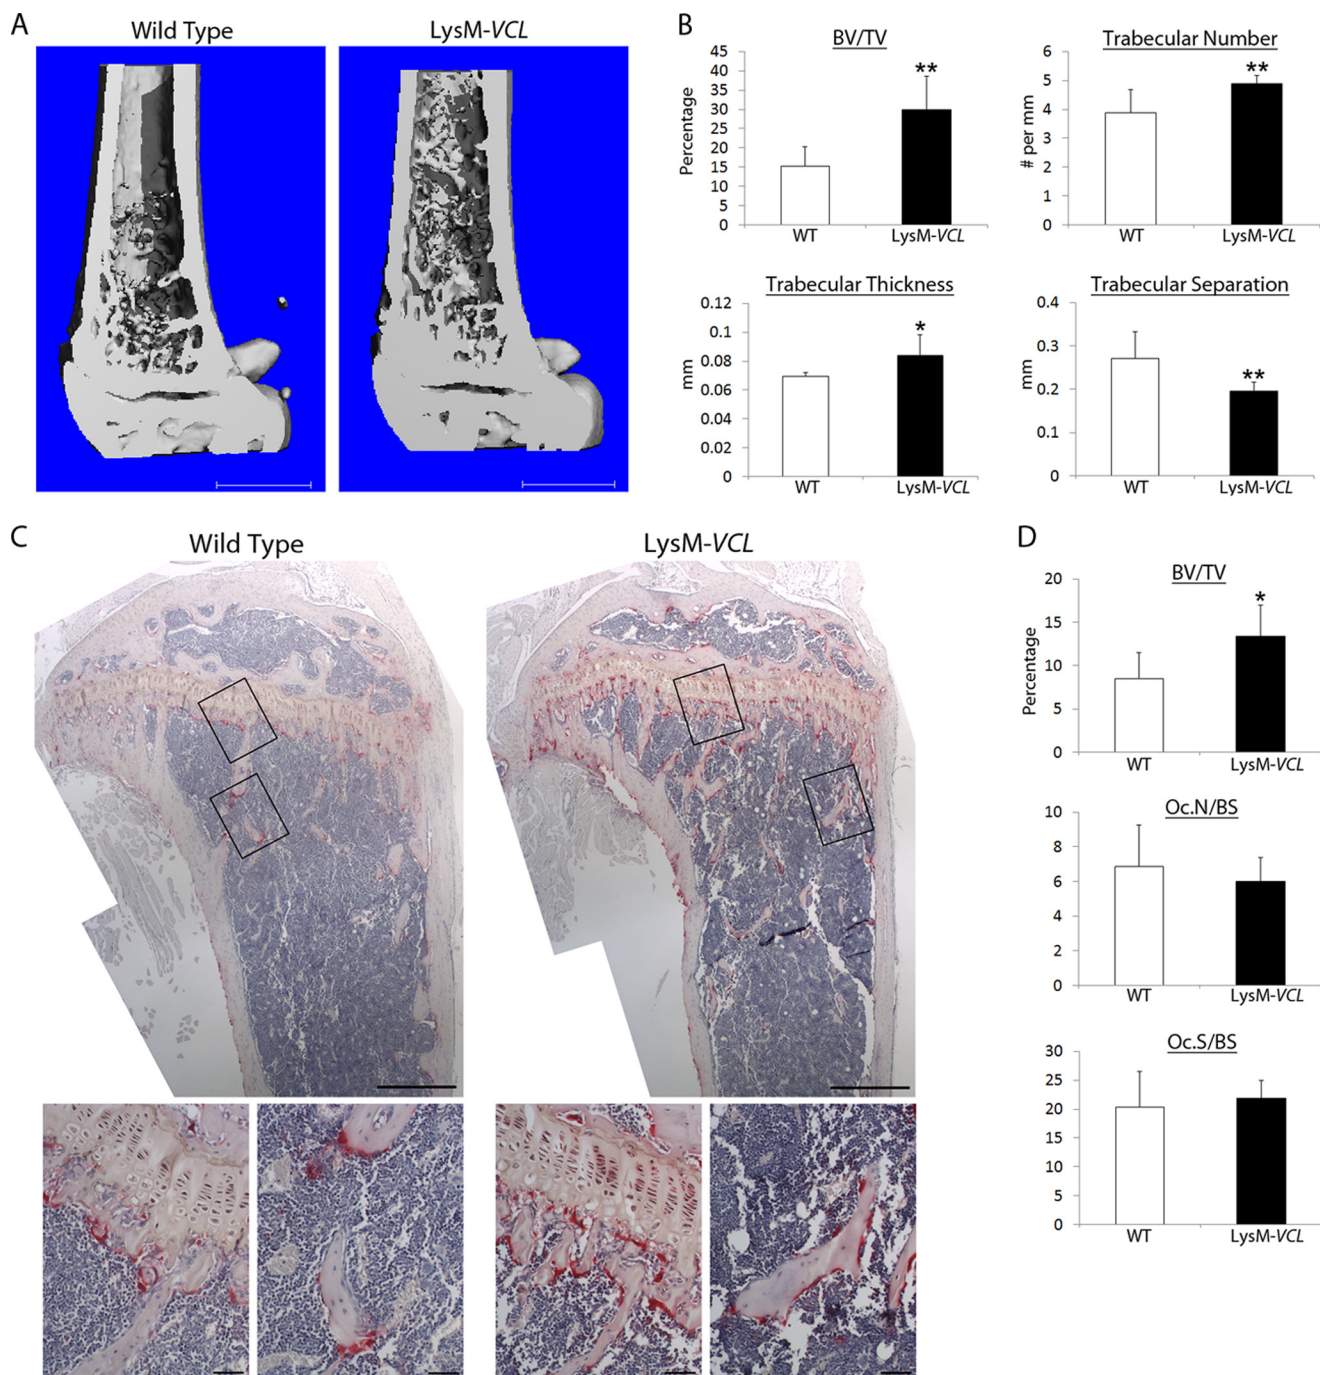 A
Wild Type
LysM-VCL
B
BV/TV
Percentage
45
40
35
30
25
20
15
10
5
0
**
WT
LysM-VCL
Trabecular Number
# per mm
6
5
4
3
2
1
0
**
WT
LysM-VCL
Trabecular Thickness
mm
0.12
0.1
0.08
0.06
0.04
0.02
0
*
WT
LysM-VCL
Trabecular Separation
mm
0.4
0.3
0.2
0.1
0
**
WT
LysM-VCL
C
Wild Type
LysM-VCL
D
BV/TV
Percentage
20
15
10
5
0
*
WT
LysM-VCL
Oc.N/BS
10
8
6
4
2
0
WT
LysM-VCL
Oc.S/BS
30
25
20
15
10
5
0
WT
LysM-VCL